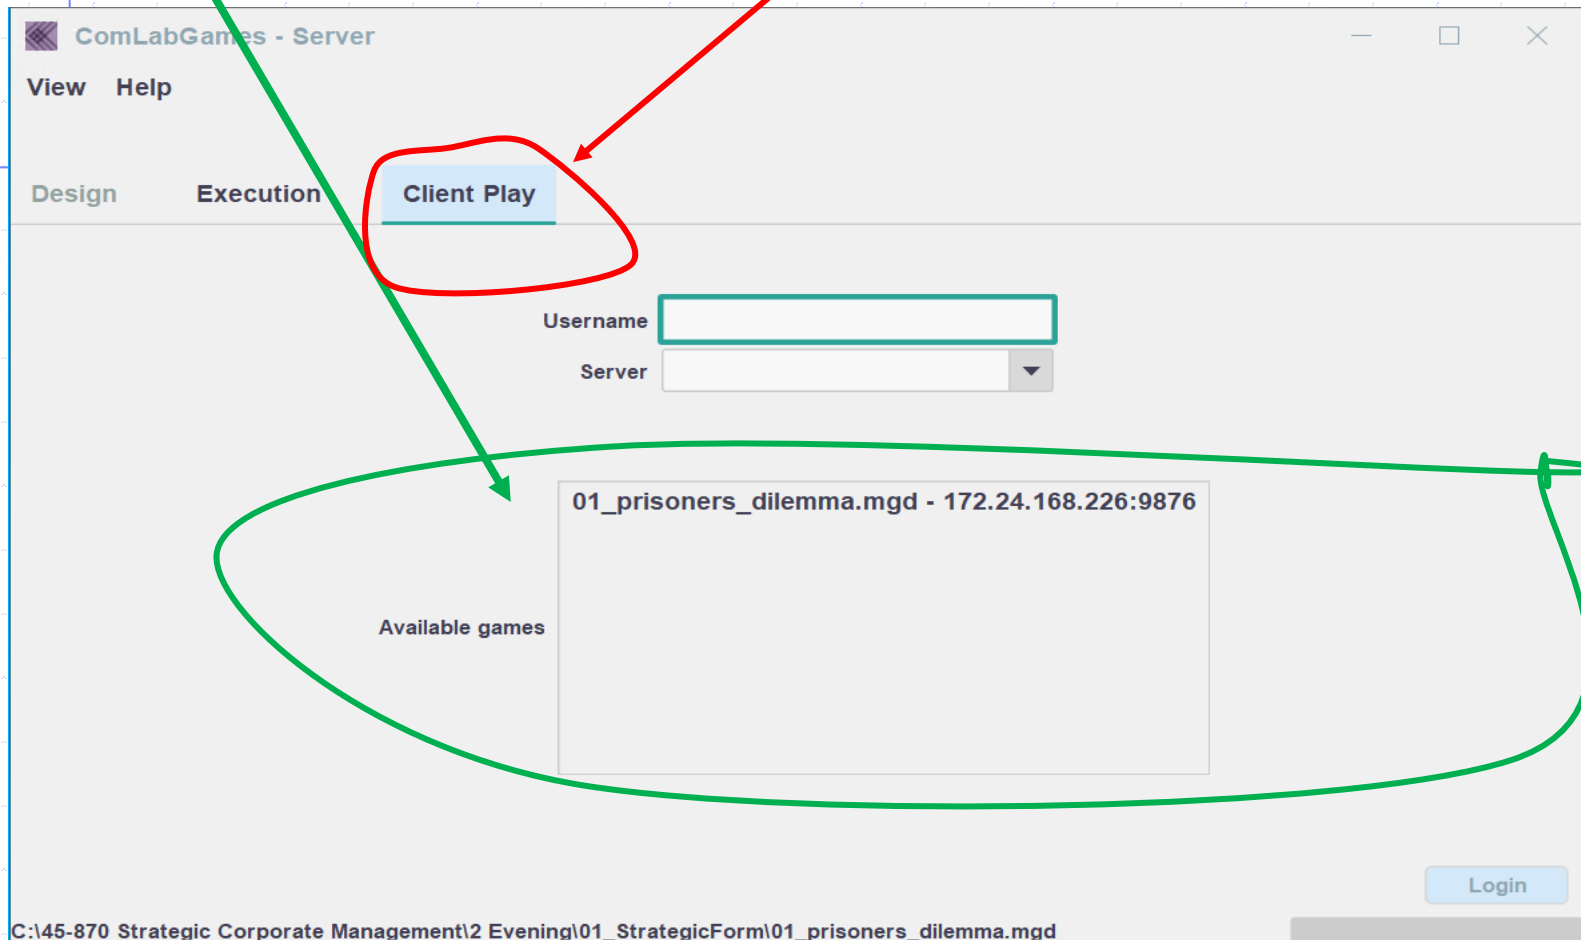 ComLabGames - Server
View Help
Design Execution Client Play
Username
Server
01_prisoners_dilemma.mgd - 172.24.168.226:9876
Available games
Login
C:\45-870 Strategic Corporate Management\2 Evening\01_StrategicForm\01_prisoners_dilemma.mgd